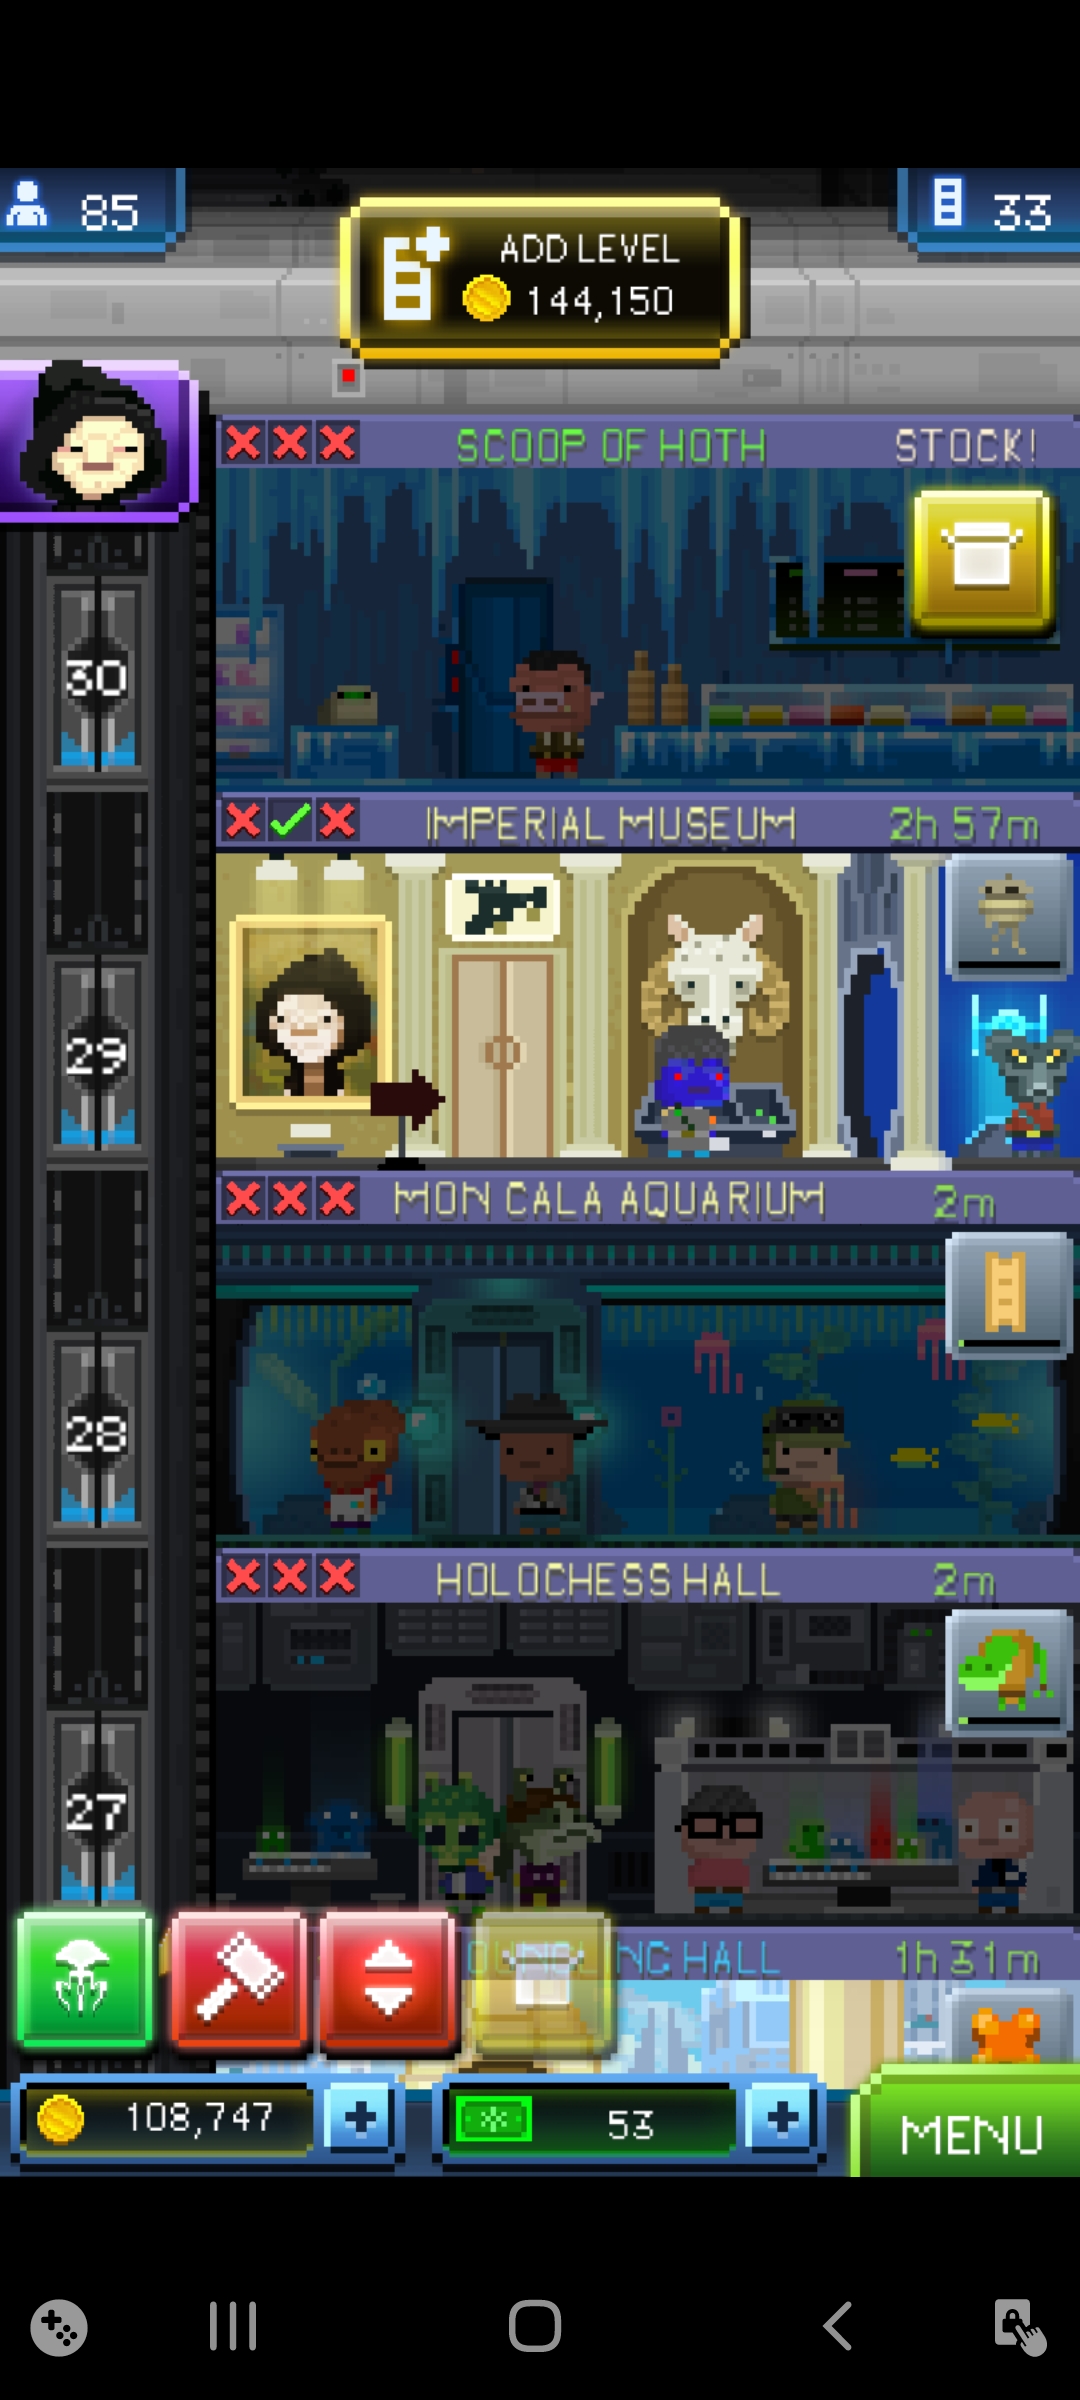 85
33
ADD LEVEL
144,150
SCOOP OF HOTH
STOCK!
30
IMPERIAL MUSEUM
2h 57m
29
MON CALA AQUARIUM
2m
28
HOLOCHESS HALL
2m
27
NG HALL
1h 31m
108,747
53
MENU